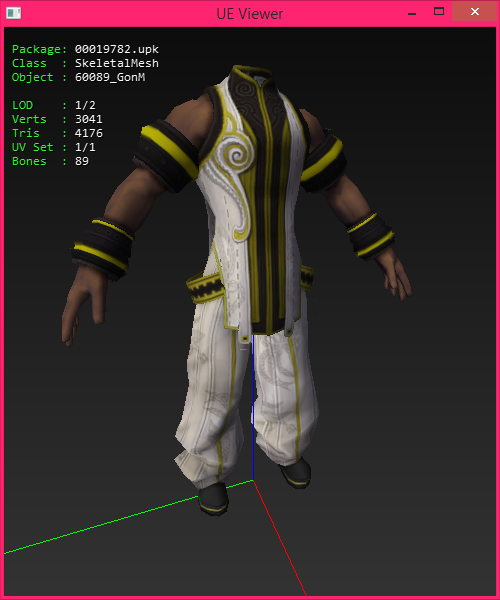 UE Viewer
Package: 00019782.upk
Class : SkeletalMesh
Object : 60089_GonM
LOD : 1/2
Verts : 3041
Tris : 4176
UV Set : 1/1
Bones : 89